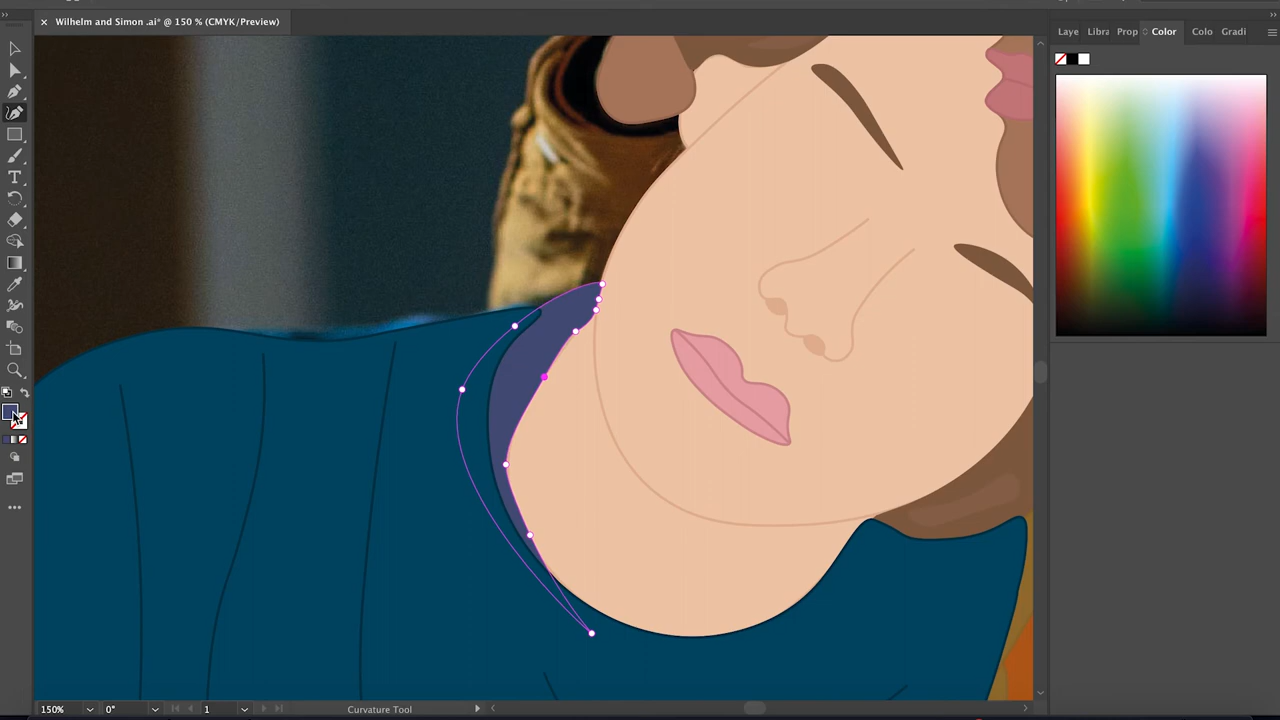 Wilhelm and Simon .ai* @ 150 % (CMYK/Preview)
Laye Libra Prop Color Colo Gradi
150% 0° 1 Curvature Tool